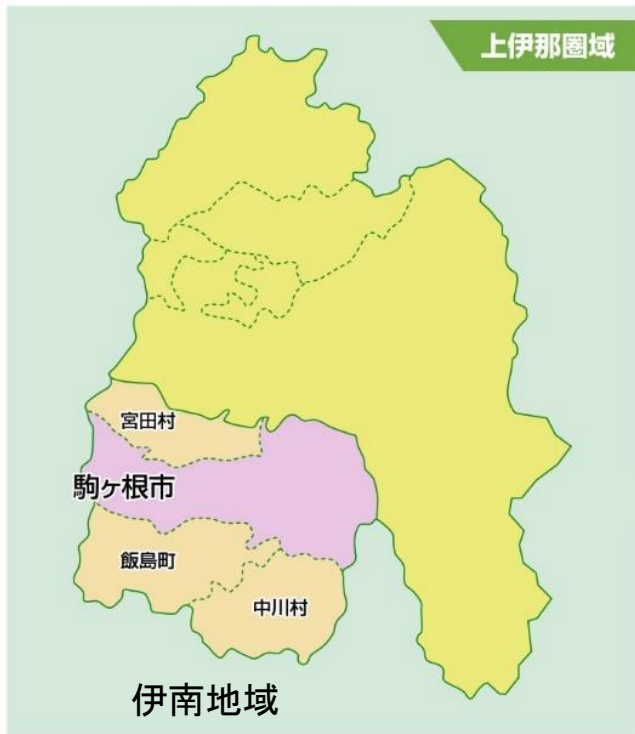 上伊那圏域
宮田村
駒ヶ根市
飯島町
中川村
伊南地域